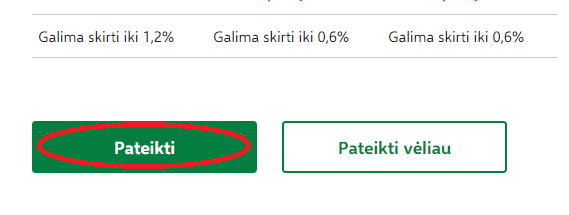 Galima skirti iki 1,2% Galima skirti iki 0,6% Galima skirti iki 0,6%
Pateikti Pateikti vėliau